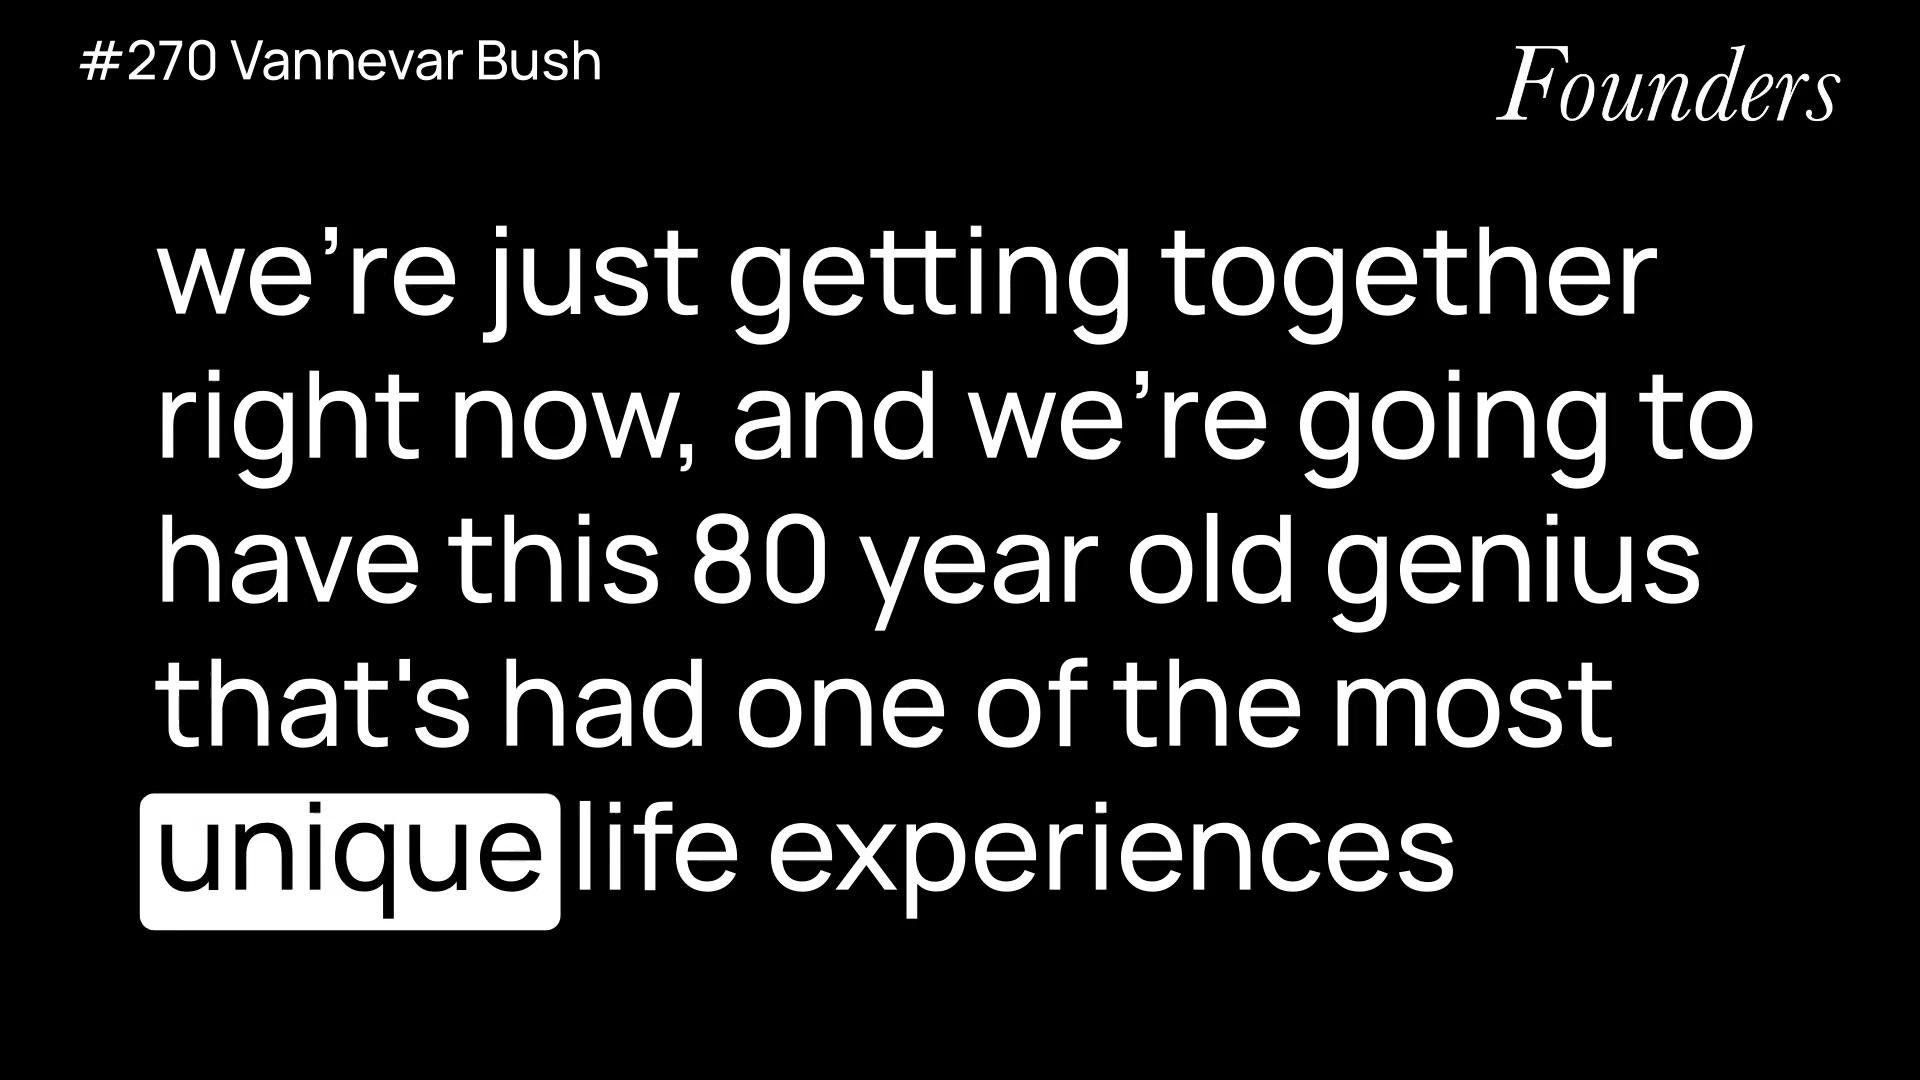 #270 Vannevar Bush
Founders
we’re just getting together
right now, and we’re going to
have this 80 year old genius
that's had one of the most
unique life experiences